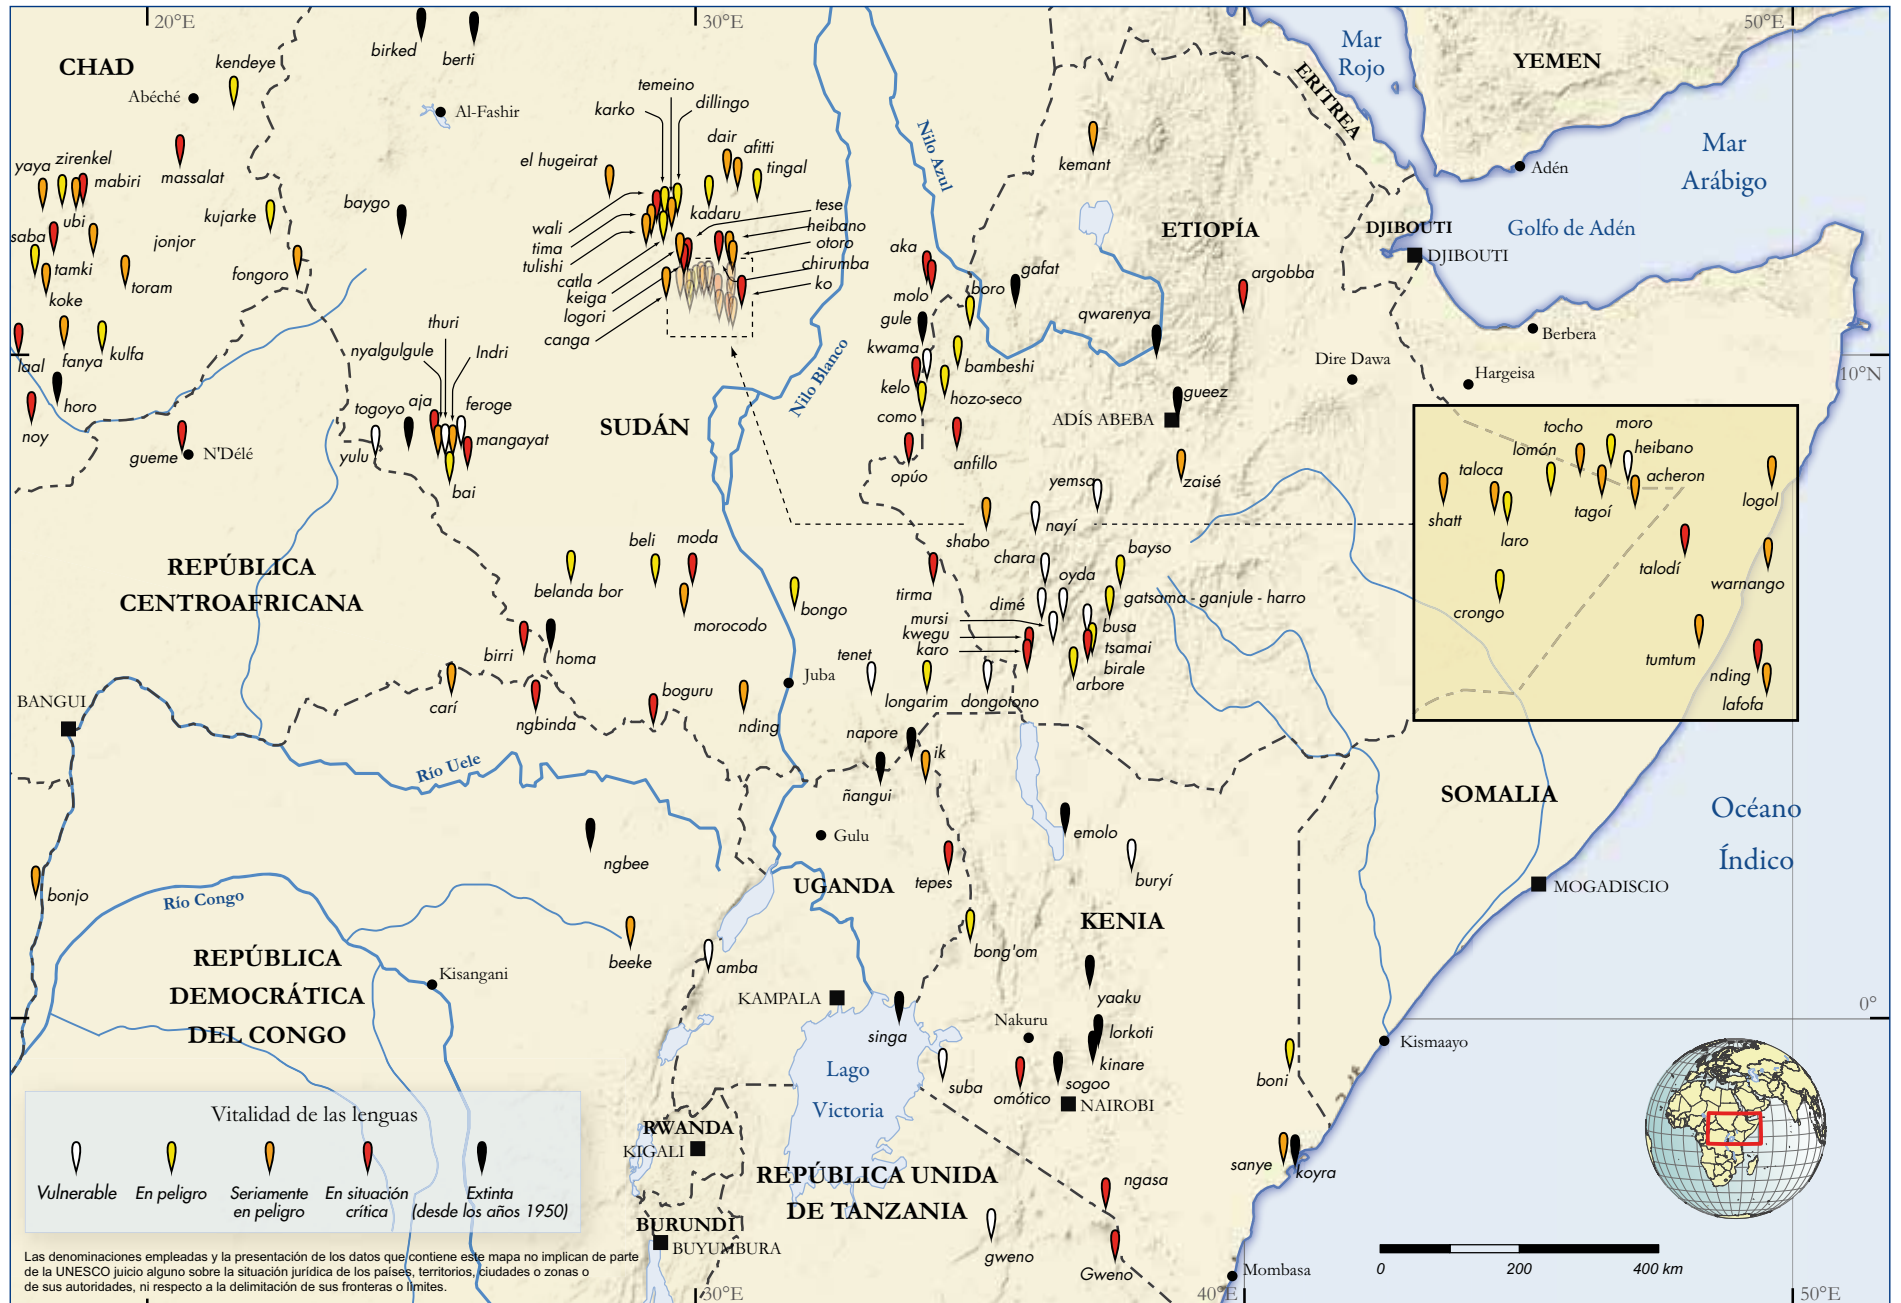 20°E
30°E
50°E
birked
berti
CHAD
kendeye
Abéché
Al-Fashir
temeino
karko
dillingo
dair
afitti
tingal
el hugeirat
Mar
Rojo
YEMEN
ERITREA
kemant
Adén
Mar
Arábigo
Nilo Azul
yaya
zirenkel
mabiri
massalat
ubi
kujarke
baygo
saba
jonjor
tamki
fongoro
koke
toram
wali
tima
tulishi
kadaru
tese
heibano
otoro
catla
chirumba
keiga
ko
logori
canga
aka
molo
boro
gafat
ETIOPÍA
argobba
DJIBOUTI
DJIBOUTI
Golfo de Adén
gule
qwarenya
Berbera
thuri
nyalgulgule
Indri
laal
fanya
kulfa
horo
noy
gueme
N'Délé
togoyo
aja
feroge
mangayat
yulu
bai
SUDÁN
Nilo Blanco
kwama
bambeshi
kelo
hozo-seco
como
anfillo
opúo
gueez
ADÍS ABEBA
Dire Dawa
Hargeisa
10°N
zaisé
yemsa
shabo
nayí
tocho
moro
lomón
heibano
taloca
acheron
shatt
tagoí
logol
laro
talodí
warnango
crongo
tumtum
nding
lafofa
REPÚBLICA
CENTROAFRICANA
beli
moda
belanda bor
morocodo
bongo
tirma
chara
bayso
oyda
dimé
gatsama - ganjule - harro
mursi
kwegu
karo
busa
tsamai
birale
arbore
birri
homa
tenet
longarim
dongotono
Juba
BANGUI
carí
ngbinda
boguru
nding
napore
ik
ñangui
Río Uele
SOMALIA
Océano
Índico
ngbee
Gulu
emolo
buryí
tepes
UGANDA
MOGADISCIO
bonjo
Río Congo
KENIA
REPÚBLICA
DEMOCRÁTICA
DEL CONGO
beeke
bong'om
amba
Kisangani
KAMPALA
yaaku
singa
Nakuru
lorkoti
kinare
0°
Kismaayo
Lago
Victoria
suba
omótico
sogoo
boni
NAIROBI
RWANDA
KIGALI
sanye
koyra
REPÚBLICA UNIDA
DE TANZANIA
ngasa
BURUNDI
BUYUMBURA
gweno
Gweno
Mombasa
Vitalidad de las lenguas
Vulnerable
En peligro
Seriamente
en peligro
En situación
crítica
Extinta
(desde los años 1950)
Las denominaciones empleadas y la presentación de los datos que contiene este mapa no implican de parte
de la UNESCO juicio alguno sobre la situación jurídica de los países, territorios, ciudades o zonas o
de sus autoridades, ni respecto a la delimitación de sus fronteras o límites.
0
200
400 km
30°E
40°E
50°E